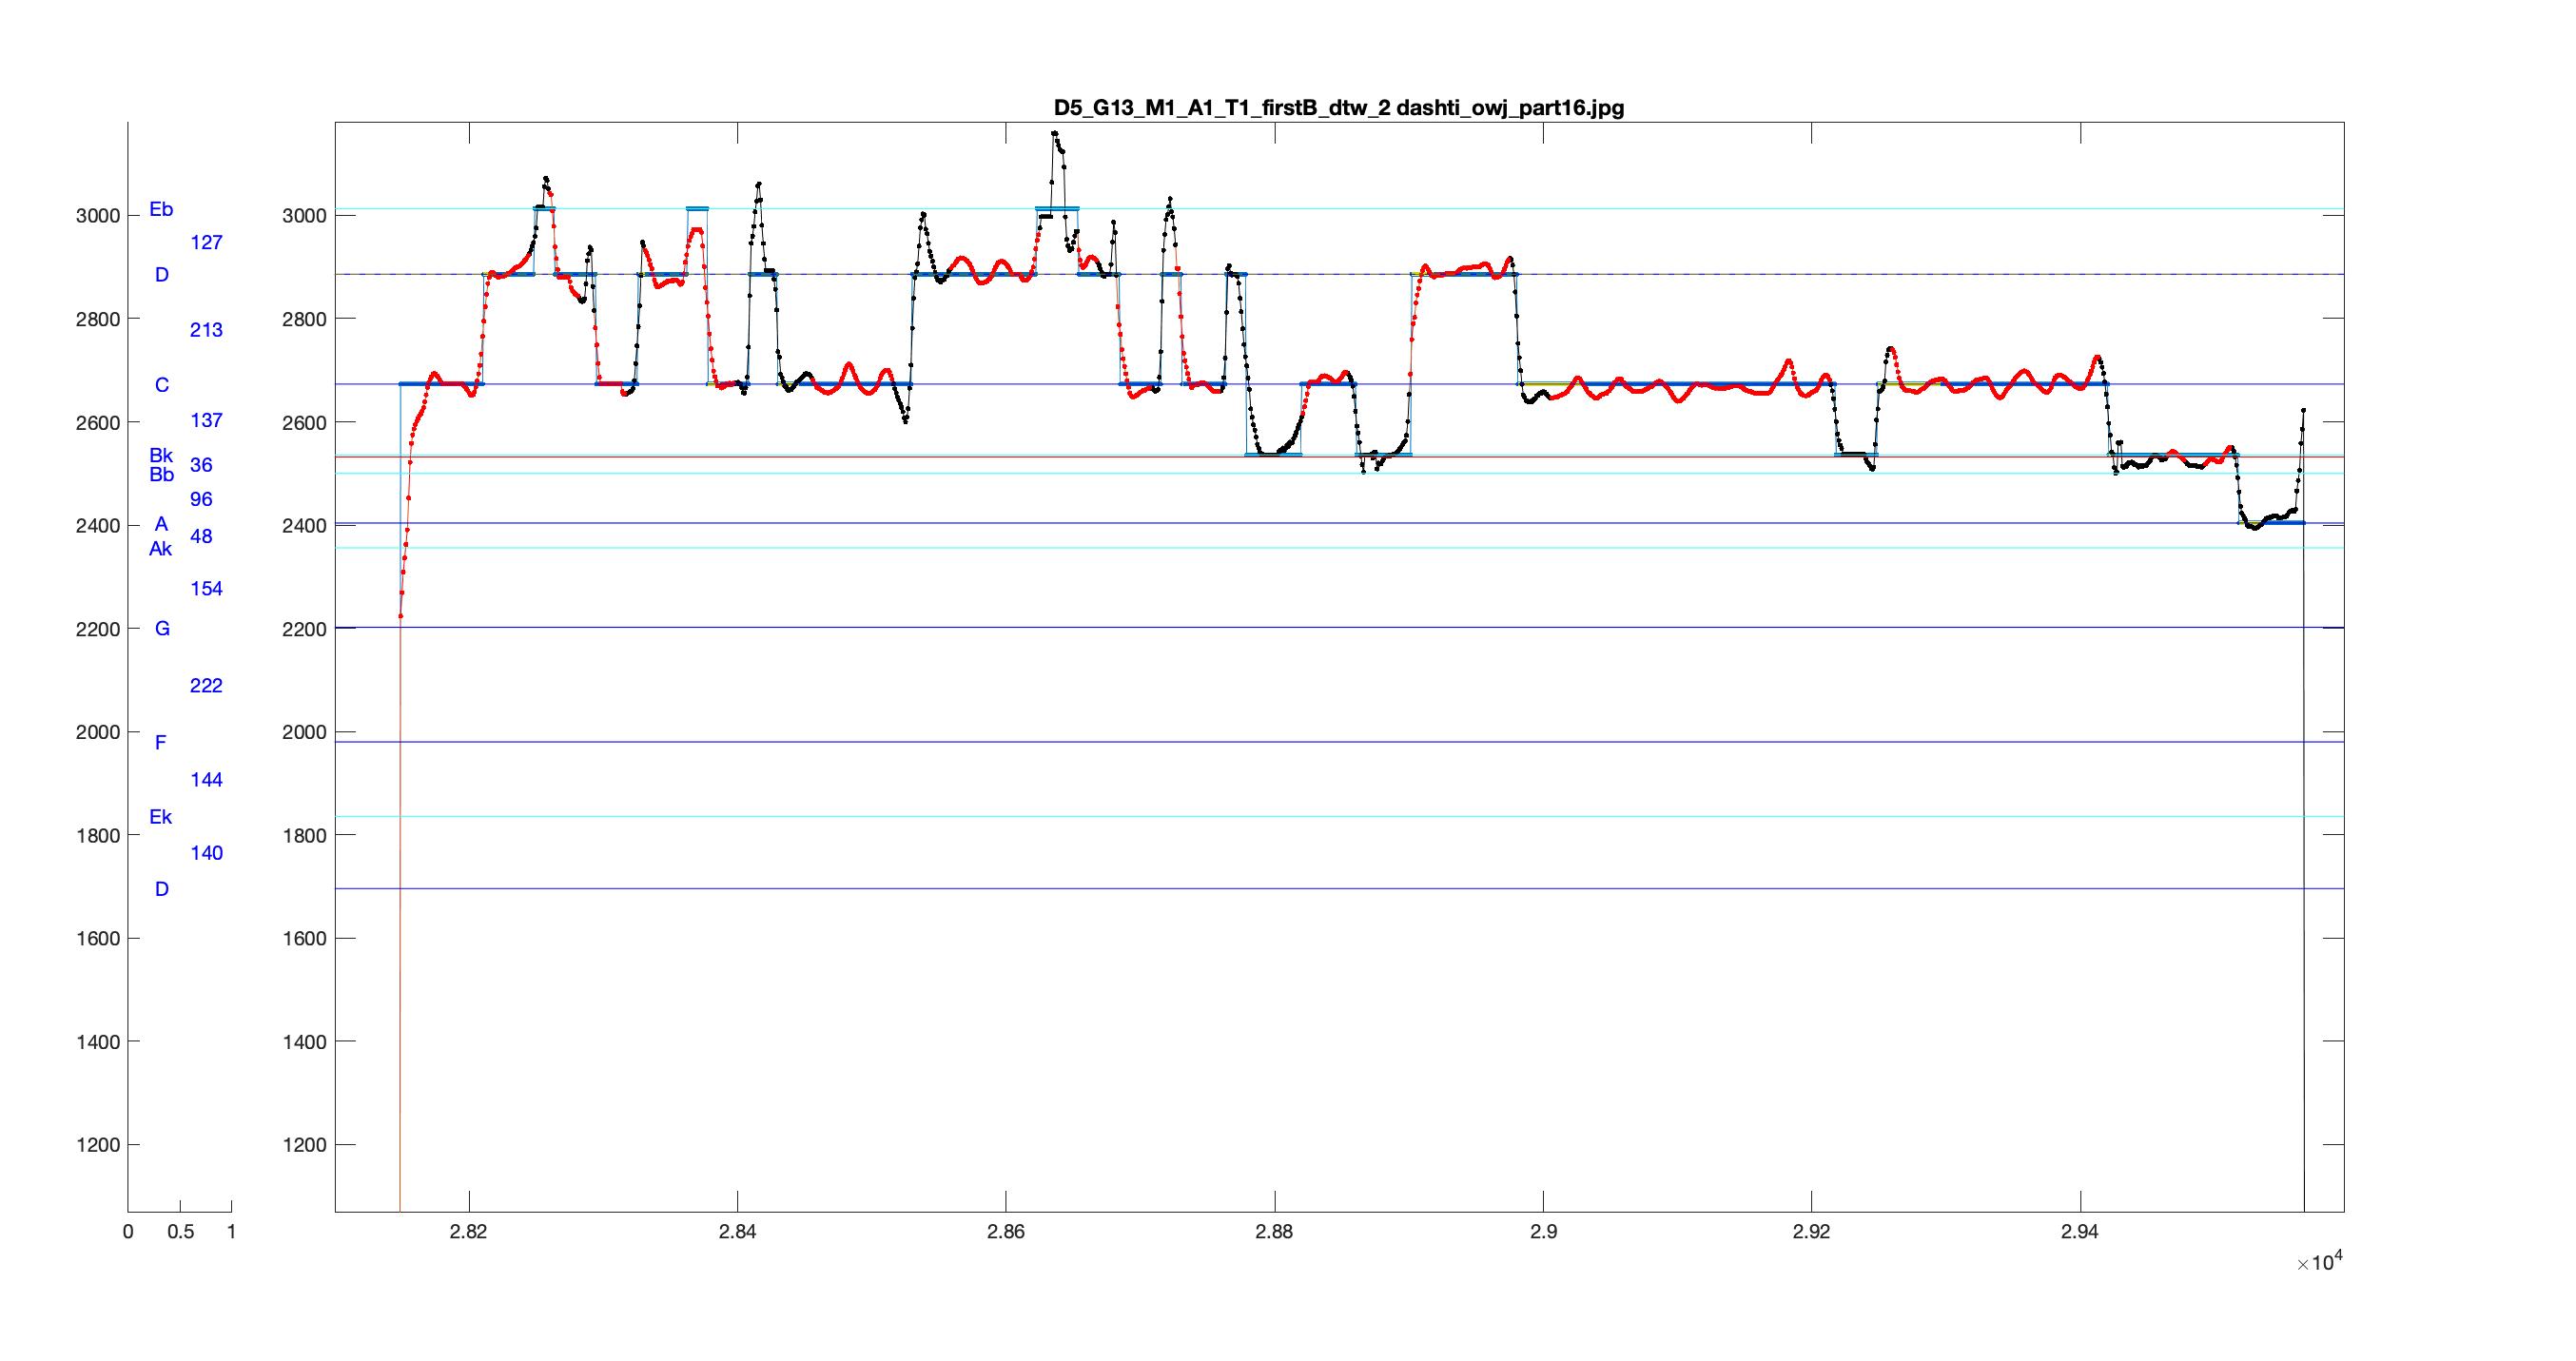 D5_G13_M1_A1_T1_firstB_dtw_2 dashti_owj_part16.jpg
3000 Eb 3000
127
D
2800 213 2800
C
2600 137 2600
Bk
36
Bb
96
2400 A 2400
48
Ak
154
2200 G 2200
222
2000 F 2000
144
1800 Ek 1800
140
D
1600 1600
1400 1400
1200 1200
0 0.5 1 2.82 2.84 2.86 2.88 2.9 2.92 2.94
×10⁴